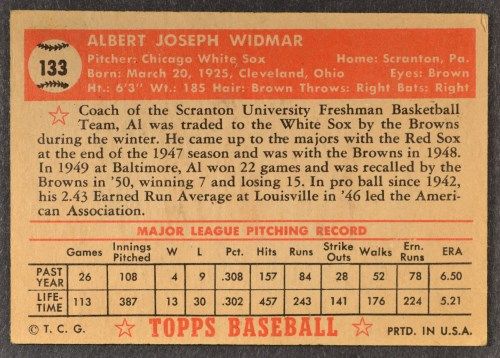 133
ALBERT JOSEPH WIDMAR
Pitcher: Chicago White Sox Home: Scranton, Pa.
Born: March 20, 1925, Cleveland, Ohio Eyes: Brown
Ht.: 6'3" Wt.: 185 Hair: Brown Throws: Right Bats: Right
Coach of the Scranton University Freshman Basketball
Team, Al was traded to the White Sox by the Browns
during the winter. He came up to the majors with the Red Sox
at the end of the 1947 season and was with the Browns in 1948.
In 1949 at Baltimore, Al won 22 games and was recalled by the
Browns in '50, winning 7 and losing 15. In pro ball since 1942,
his 2.43 Earned Run Average at Louisville in '46 led the Ameri-
can Association.
MAJOR LEAGUE PITCHING RECORD
Games Innings Pitched W L Pct. Hits Runs Strike Outs Walks Ern. Runs ERA
PAST YEAR 26 108 4 9 .308 157 84 28 52 78 6.50
LIFE-TIME 113 387 13 30 .302 457 243 141 176 224 5.21
© T. C. G. TOPPS BASEBALL PRTD. IN U.S.A.